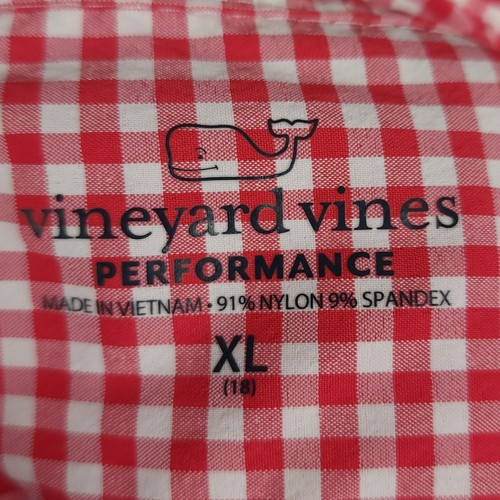 vineyard vines
PERFORMANCE
MADE IN VIETNAM • 91% NYLON 9% SPANDEX
XL
(18)